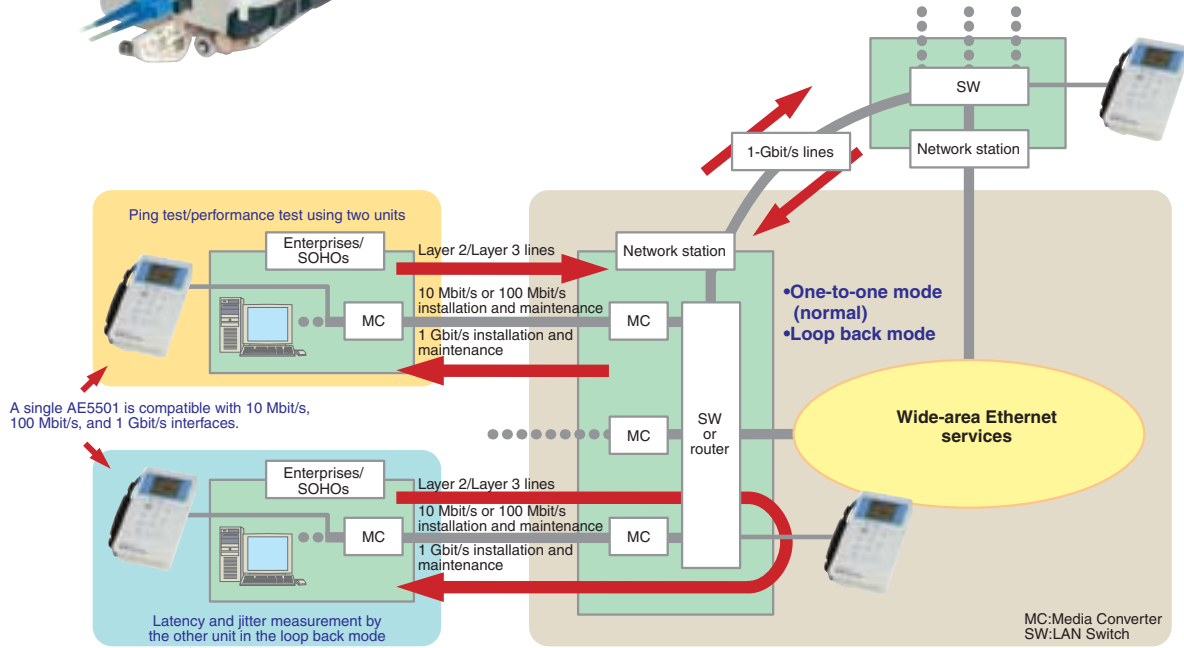 SW
Network station
1-Gbit/s lines
Ping test/performance test using two units
Enterprises/
SOHOs
Layer 2/Layer 3 lines
Network station
10 Mbit/s or 100 Mbit/s
installation and maintenance
MC
MC
1 Gbit/s installation and
maintenance
•One-to-one mode
(normal)
•Loop back mode
A single AE5501 is compatible with 10 Mbit/s,
100 Mbit/s, and 1 Gbit/s interfaces.
MC
SW
or
router
Wide-area Ethernet
services
Enterprises/
SOHOs
Layer 2/Layer 3 lines
10 Mbit/s or 100 Mbit/s
installation and maintenance
MC
MC
1 Gbit/s installation and
maintenance
Latency and jitter measurement by
the other unit in the loop back mode
MC:Media Converter
SW:LAN Switch